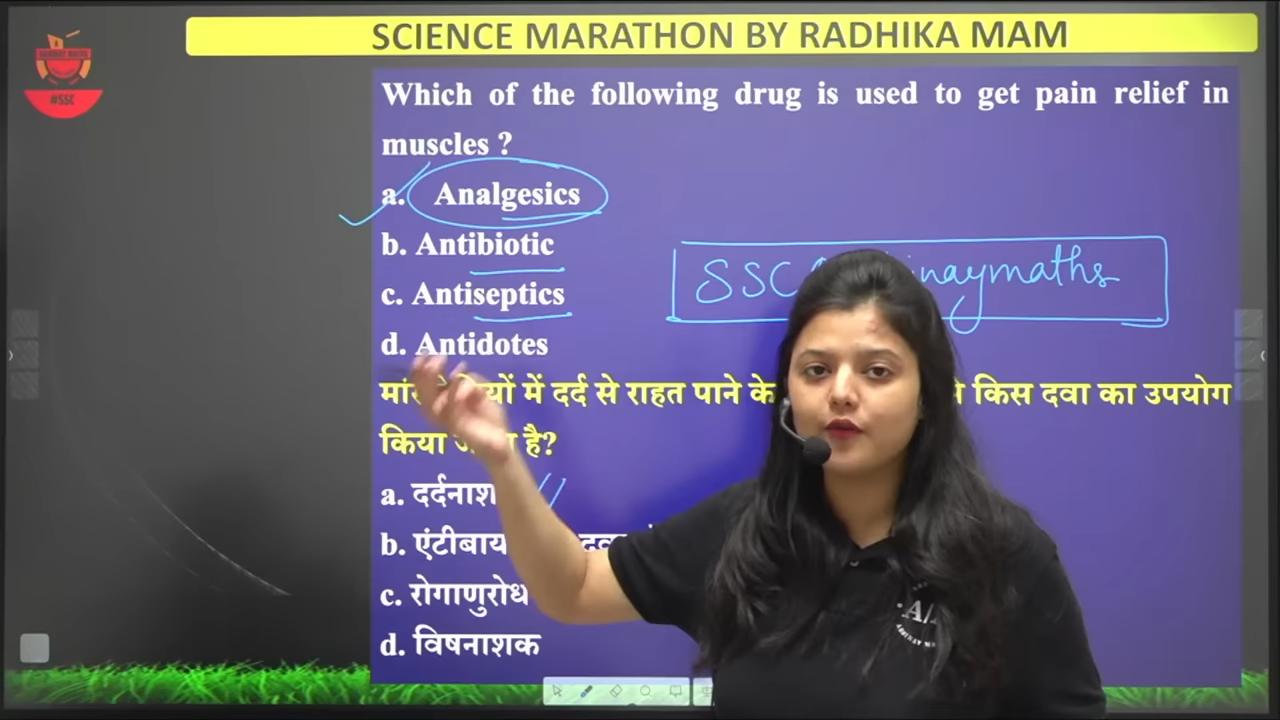 SCIENCE MARATHON BY RADHIKA MAM
#SSC
Which of the following drug is used to get pain relief in
muscles ?
a. Analgesics
b. Antibiotic
c. Antiseptics
d. Antidotes
SSC
में दर्द से राहत पाने के किस दवा का उपयोग
किया है?
a.
b.
c.
d. विषनाशक